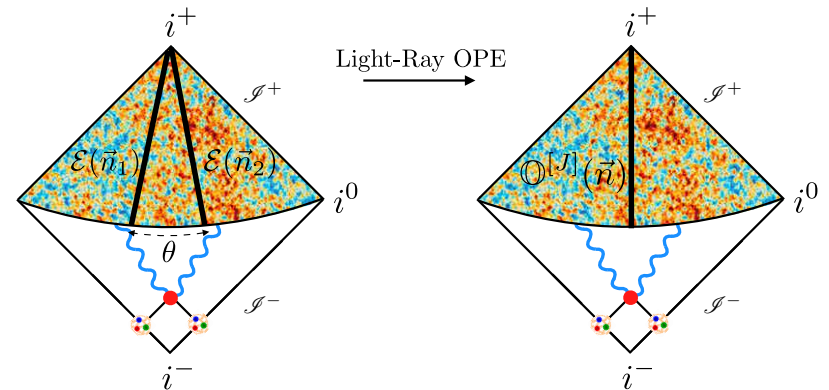 i⁺
Light-Ray OPE
i⁺
𝓘⁺
𝓘⁺
ℰ(n⃗₁)
ℰ(n⃗₂)
𝕆^[J](n⃗)
i⁰
i⁰
θ
𝓘⁻
𝓘⁻
i⁻
i⁻